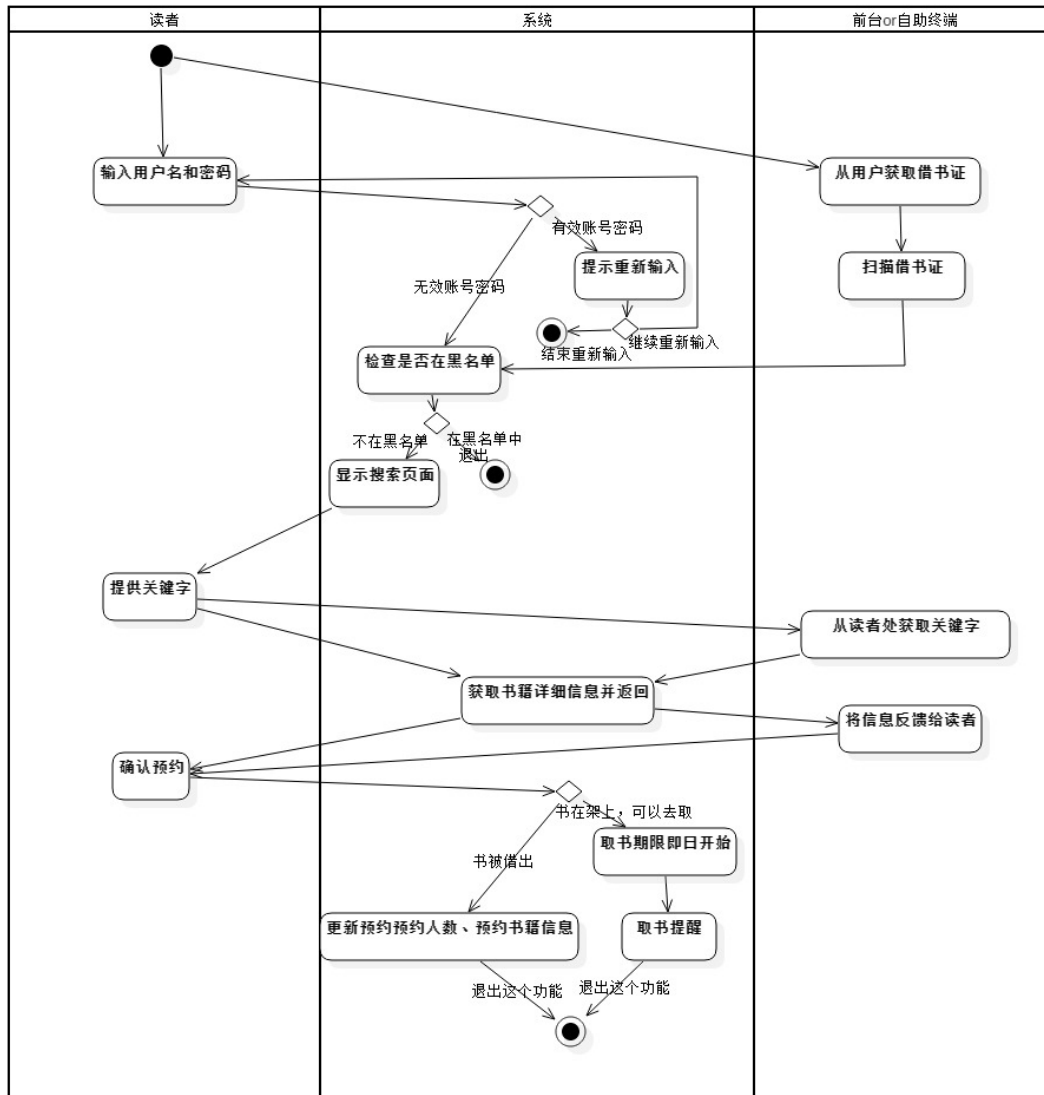 读者
系统
前台or自助终端
输入用户名和密码
从用户获取借书证
有效账号密码
提示重新输入
扫描借书证
无效账号密码
继续重新输入
结束重新输入
检查是否在黑名单
不在黑名单
在黑名单中
退出
显示搜索页面
提供关键字
从读者处获取关键字
获取书籍详细信息并返回
将信息反馈给读者
确认预约
书在架上，可以去取
取书期限即日开始
书被借出
更新预约预约人数、预约书籍信息
取书提醒
退出这个功能
退出这个功能